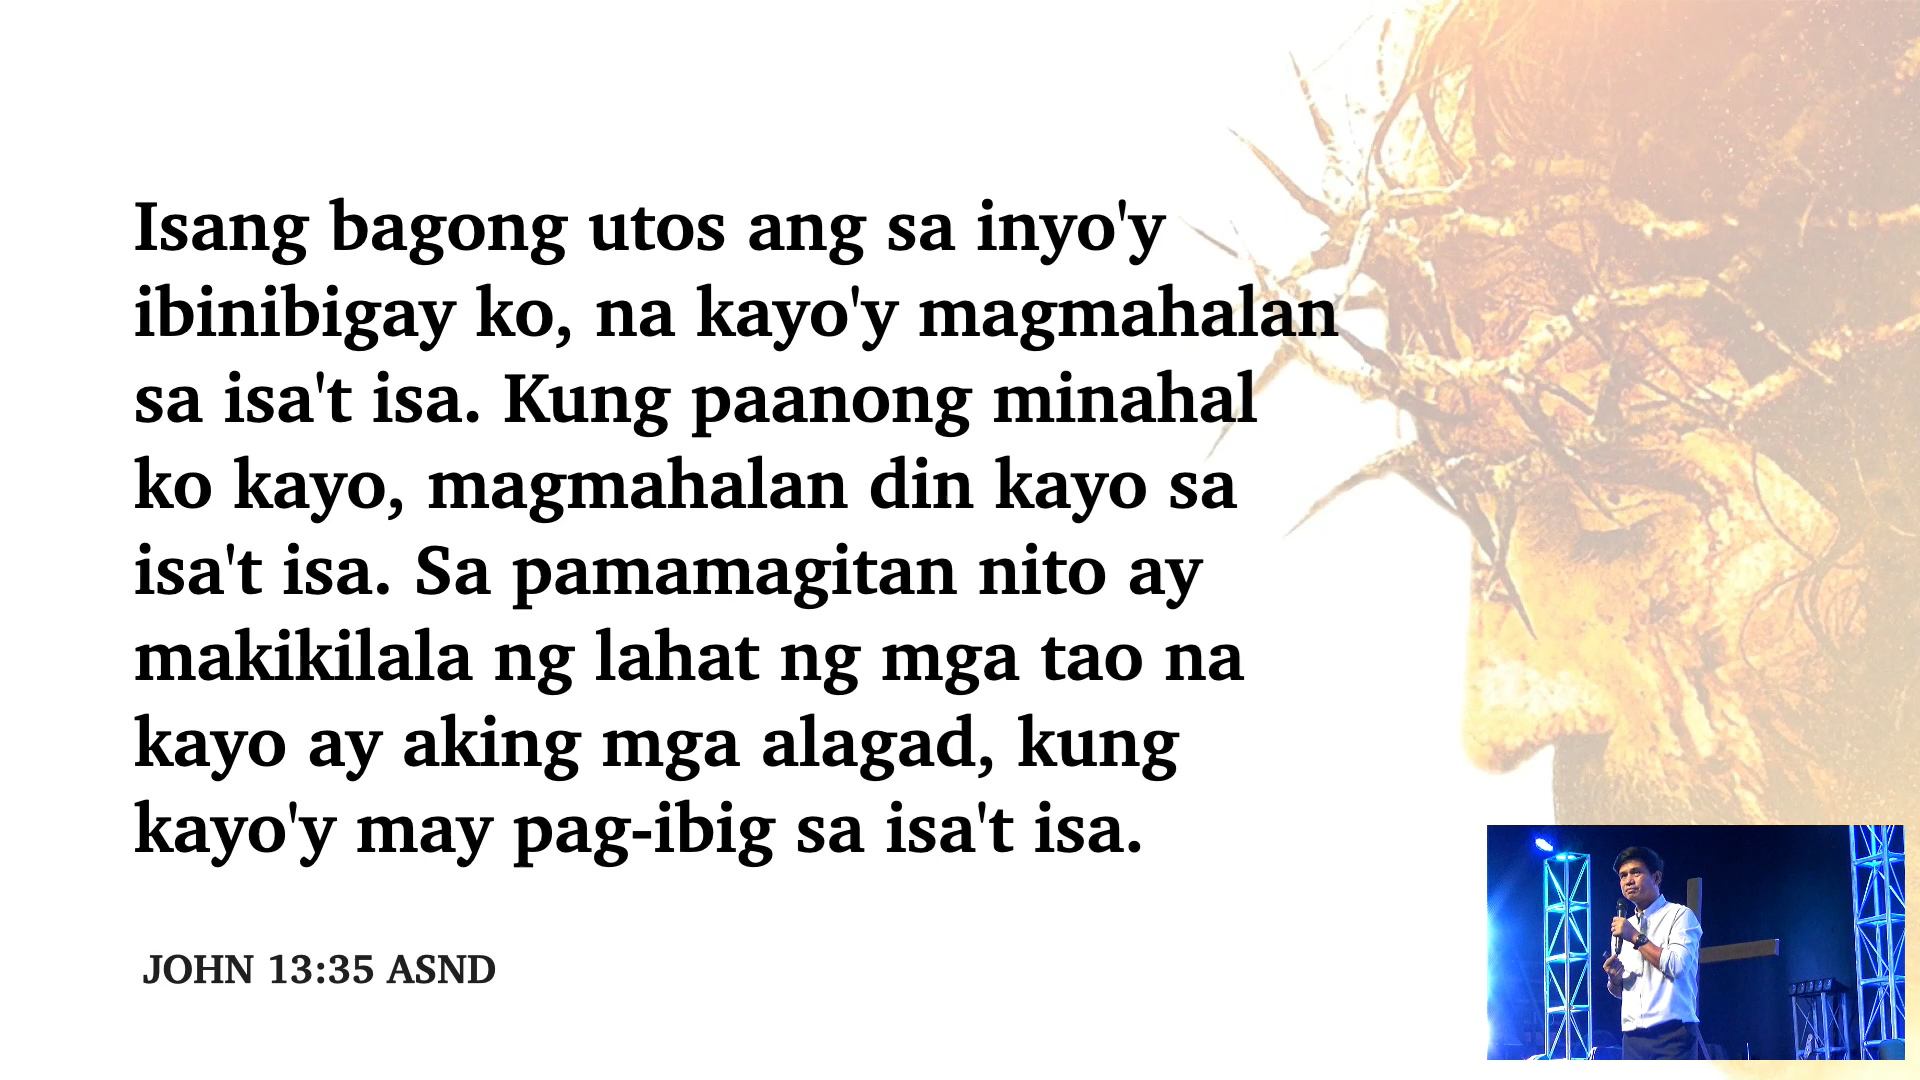 Isang bagong utos ang sa inyo'y
ibinibigay ko, na kayo'y magmahalan
sa isa't isa. Kung paanong minahal
ko kayo, magmahalan din kayo sa
isa't isa. Sa pamamagitan nito ay
makikilala ng lahat ng mga tao na
kayo ay aking mga alagad, kung
kayo'y may pag-ibig sa isa't isa.
JOHN 13:35 ASND